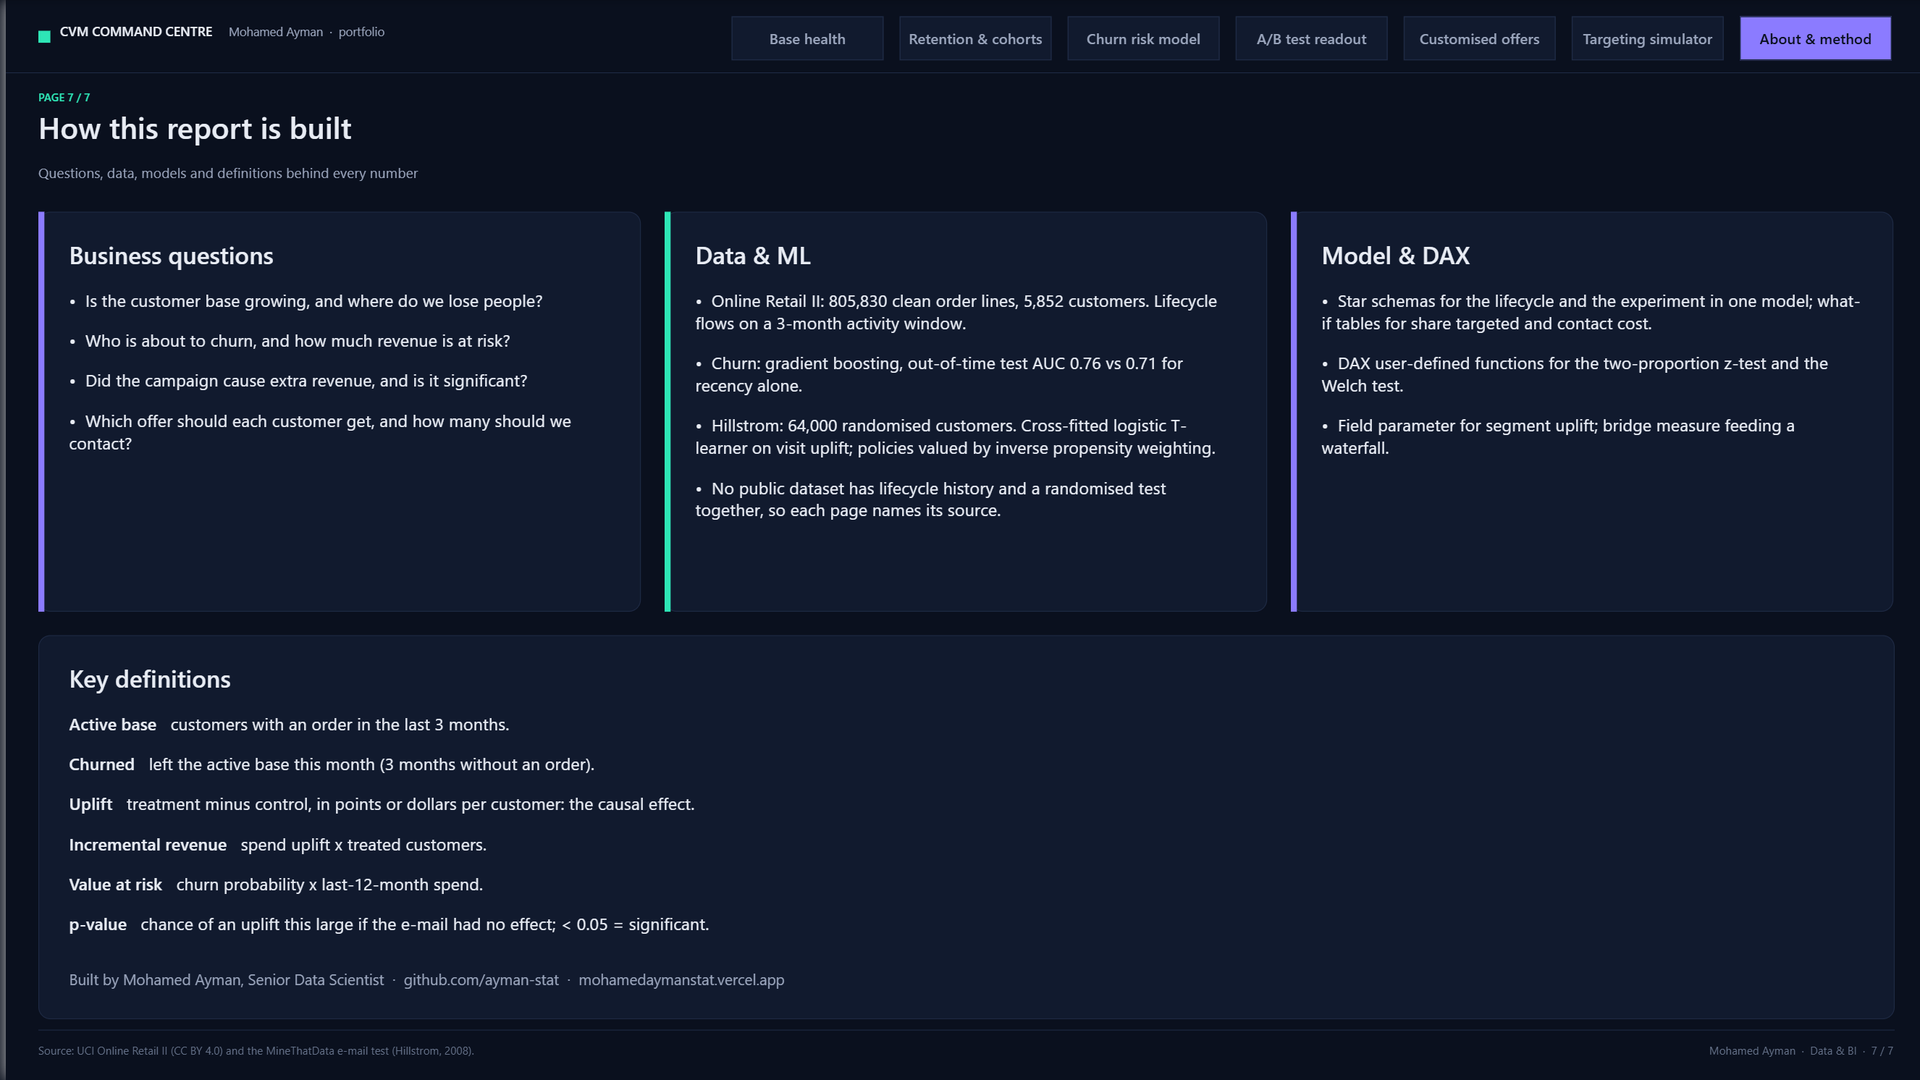 CVM COMMAND CENTRE
Mohamed Ayman · portfolio
Base health
Retention & cohorts
Churn risk model
A/B test readout
Customised offers
Targeting simulator
About & method
PAGE 7 / 7
How this report is built
Questions, data, models and definitions behind every number
Business questions
• Is the customer base growing, and where do we lose people?
• Who is about to churn, and how much revenue is at risk?
• Did the campaign cause extra revenue, and is it significant?
• Which offer should each customer get, and how many should we
contact?
Data & ML
• Online Retail II: 805,830 clean order lines, 5,852 customers. Lifecycle
flows on a 3-month activity window.
• Churn: gradient boosting, out-of-time test AUC 0.76 vs 0.71 for
recency alone.
• Hillstrom: 64,000 randomised customers. Cross-fitted logistic T-
learner on visit uplift; policies valued by inverse propensity weighting.
• No public dataset has lifecycle history and a randomised test
together, so each page names its source.
Model & DAX
• Star schemas for the lifecycle and the experiment in one model; what-
if tables for share targeted and contact cost.
• DAX user-defined functions for the two-proportion z-test and the
Welch test.
• Field parameter for segment uplift; bridge measure feeding a
waterfall.
Key definitions
Active base customers with an order in the last 3 months.
Churned left the active base this month (3 months without an order).
Uplift treatment minus control, in points or dollars per customer: the causal effect.
Incremental revenue spend uplift x treated customers.
Value at risk churn probability x last-12-month spend.
p-value chance of an uplift this large if the e-mail had no effect; < 0.05 = significant.
Built by Mohamed Ayman, Senior Data Scientist · github.com/ayman-stat · mohamedaymanstat.vercel.app
Source: UCI Online Retail II (CC BY 4.0) and the MineThatData e-mail test (Hillstrom, 2008).
Mohamed Ayman · Data & BI · 7 / 7